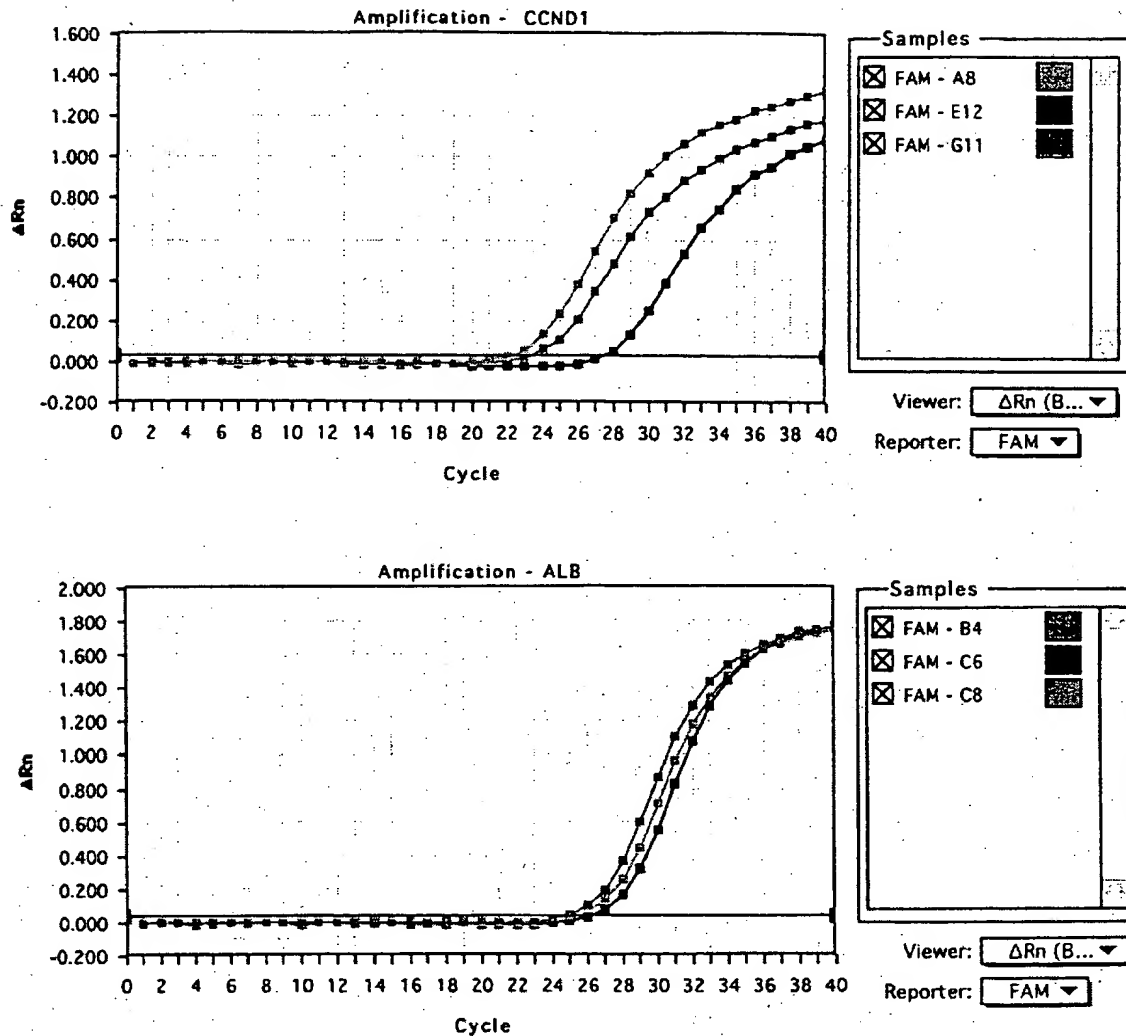 Amplification - CCND1
1.600
1.400
1.200
1.000
0.800
0.600
0.400
0.200
0.000
-0.200
ΔRn
0 2 4 6 8 10 12 14 16 18 20 22 24 26 28 30 32 34 36 38 40
Cycle
Samples
FAM - A8
FAM - E12
FAM - G11
Viewer: ΔRn (B...
Reporter: FAM
Amplification - ALB
2.000
1.800
1.600
1.400
1.200
1.000
0.800
0.600
0.400
0.200
0.000
-0.200
ΔRn
0 2 4 6 8 10 12 14 16 18 20 22 24 26 28 30 32 34 36 38 40
Cycle
Samples
FAM - B4
FAM - C6
FAM - C8
Viewer: ΔRn (B...
Reporter: FAM